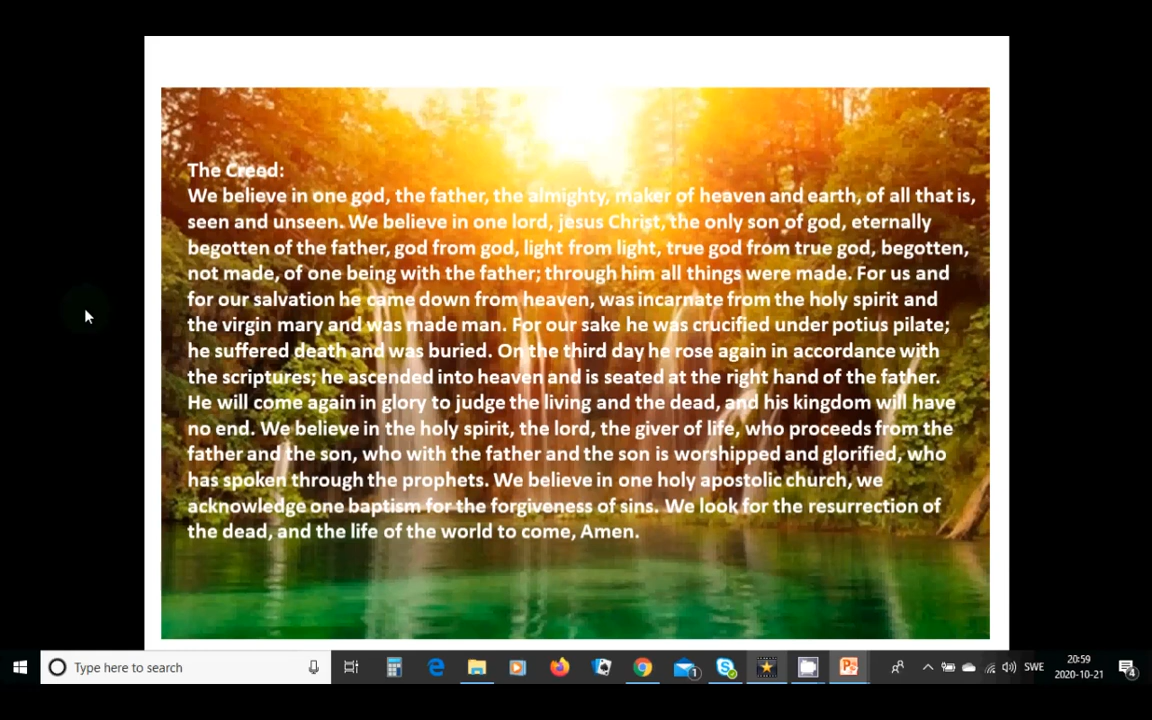 The Creed:
We believe in one god, the father, the almighty, maker of heaven and earth, of all that is,
seen and unseen. We believe in one lord, jesus Christ, the only son of god, eternally
begotten of the father, god from god, light from light, true god from true god, begotten,
not made, of one being with the father; through him all things were made. For us and
for our salvation he came down from heaven, was incarnate from the holy spirit and
the virgin mary and was made man. For our sake he was crucified under potius pilate;
he suffered death and was buried. On the third day he rose again in accordance with
the scriptures; he ascended into heaven and is seated at the right hand of the father.
He will come again in glory to judge the living and the dead, and his kingdom will have
no end. We believe in the holy spirit, the lord, the giver of life, who proceeds from the
father and the son, who with the father and the son is worshipped and glorified, who
has spoken through the prophets. We believe in one holy apostolic church, we
acknowledge one baptism for the forgiveness of sins. We look for the resurrection of
the dead, and the life of the world to come, Amen.
Type here to search
1
SWE
20:59
2020-10-21
4